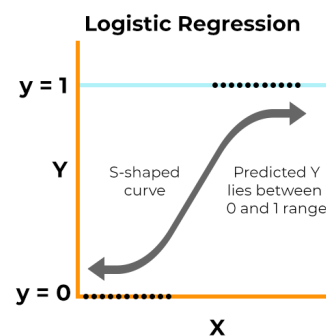 Logistic Regression
y = 1
Y
S-shaped
curve
Predicted Y
lies between
0 and 1 range
y = 0
X